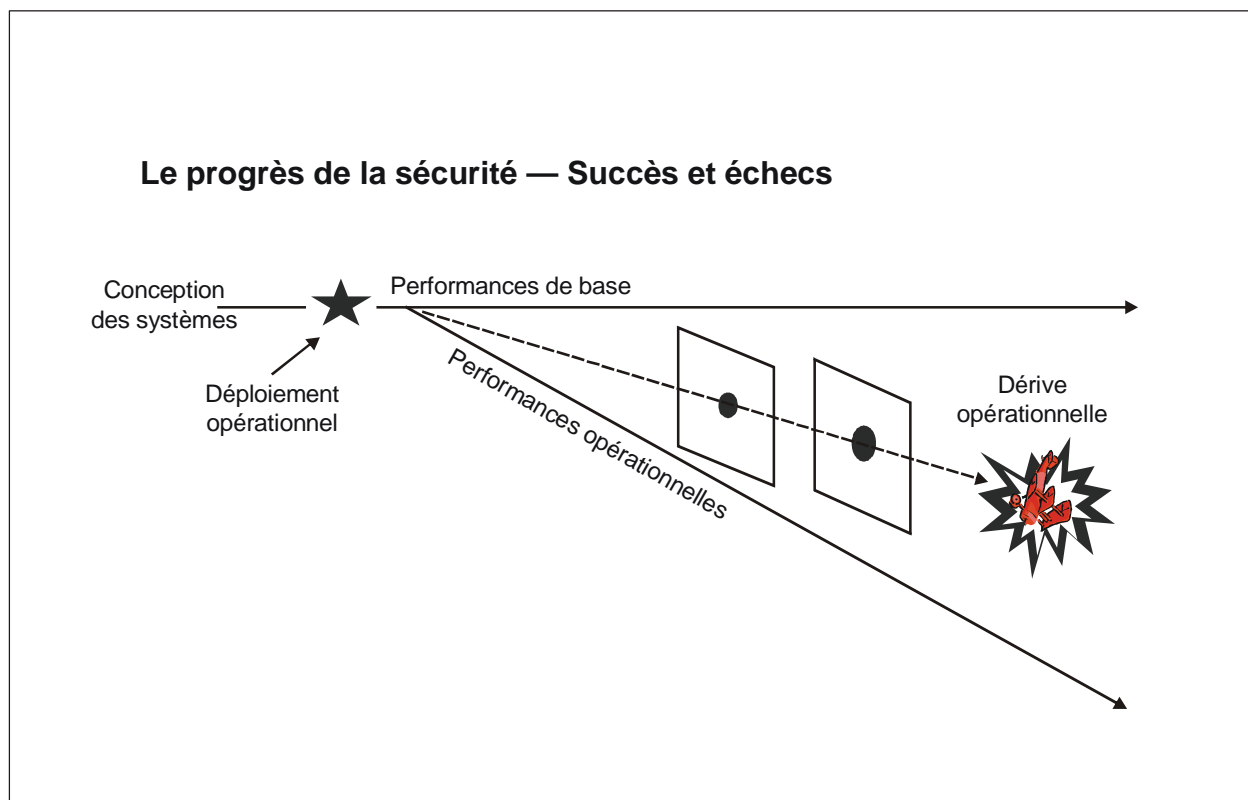 Le progrès de la sécurité — Succès et échecs
Conception
des systèmes
Performances de base
Déploiement
opérationnel
Performances opérationnelles
Dérive
opérationnelle